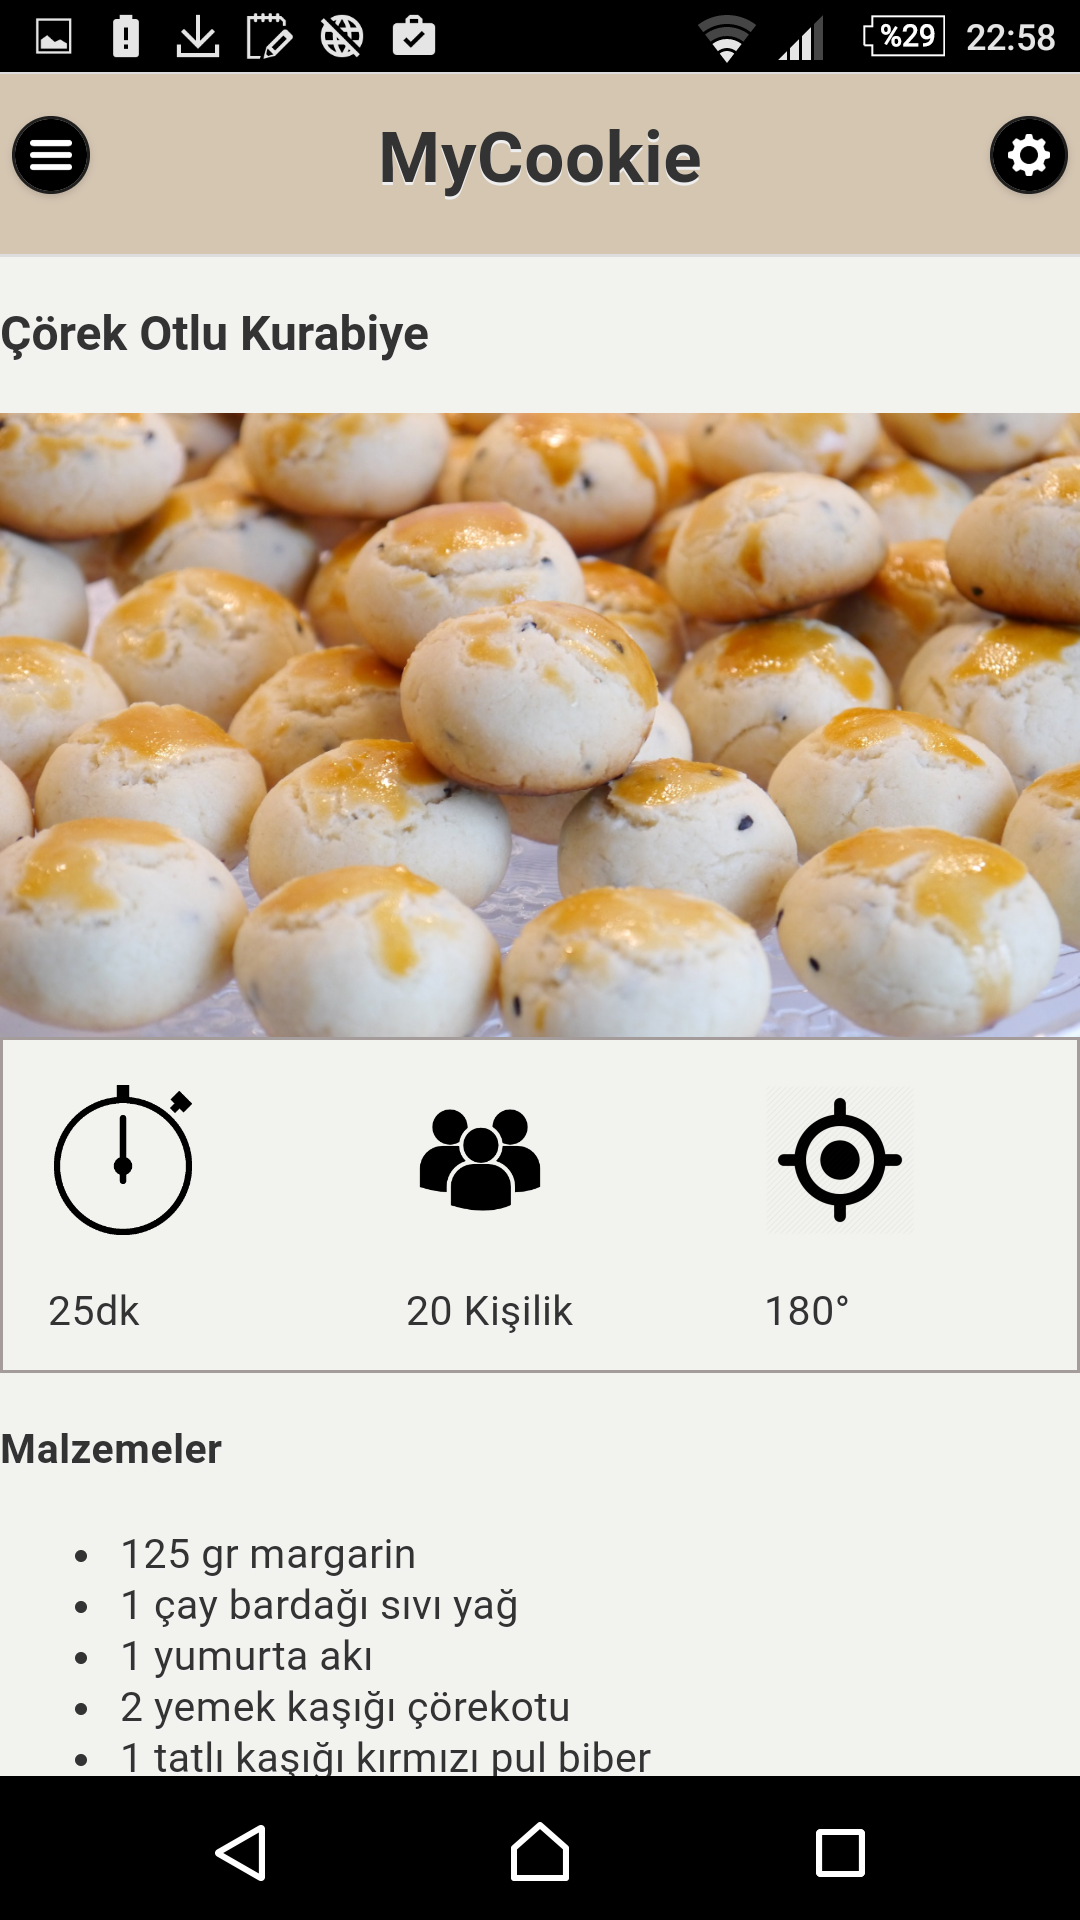 %29 22:58
MyCookie
Çörek Otlu Kurabiye
25dk 20 Kişilik 180°
Malzemeler
• 125 gr margarin
• 1 çay bardağı sıvı yağ
• 1 yumurta akı
• 2 yemek kaşığı çörekotu
• 1 tatlı kaşığı kırmızı pul biber